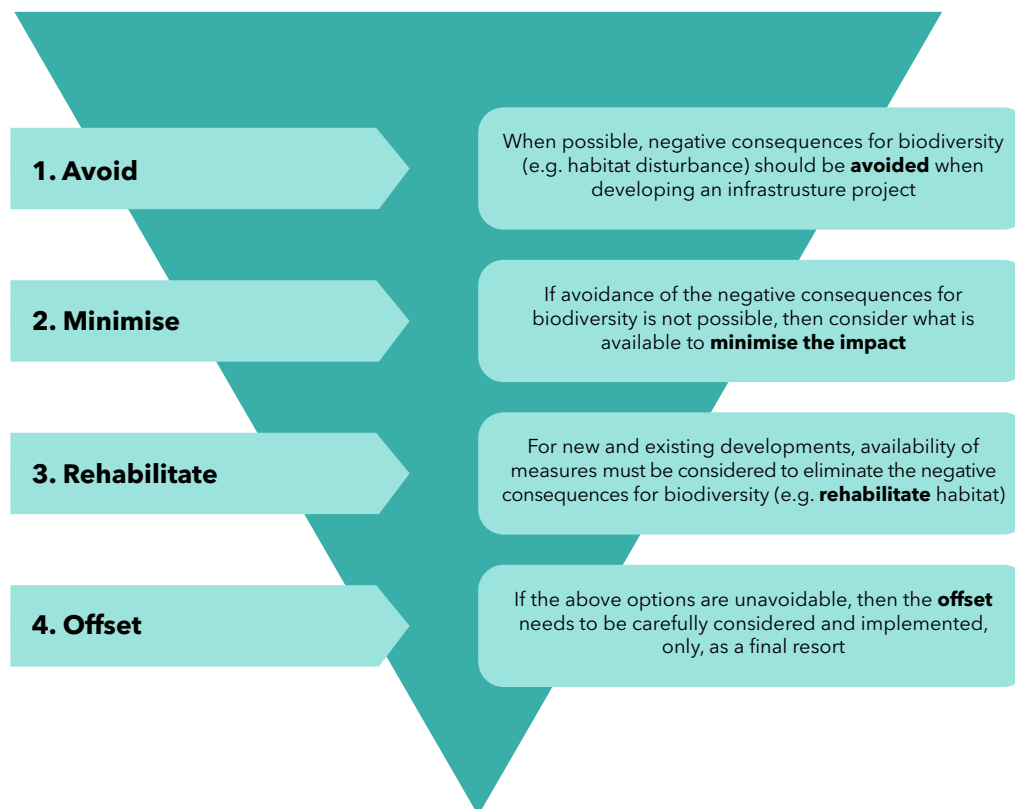 1. Avoid
When possible, negative consequences for biodiversity
(e.g. habitat disturbance) should be avoided when
developing an infrastrusture project
2. Minimise
If avoidance of the negative consequences for
biodiversity is not possible, then consider what is
available to minimise the impact
3. Rehabilitate
For new and existing developments, availability of
measures must be considered to eliminate the negative
consequences for biodiversity (e.g. rehabilitate habitat)
4. Offset
If the above options are unavoidable, then the offset
needs to be carefully considered and implemented,
only, as a final resort